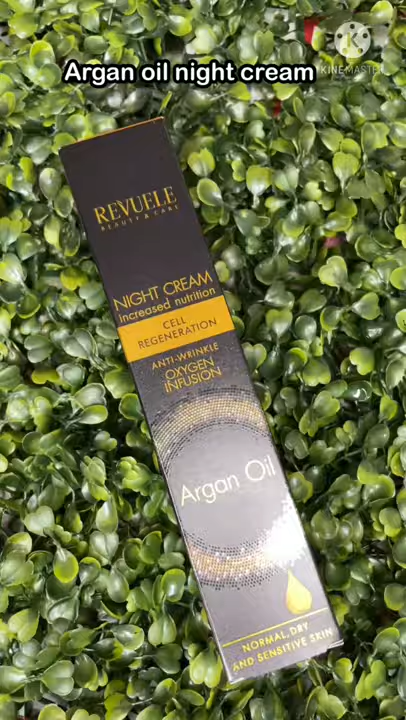 Argan oil night cream
KINEMASTER
REVUELE
BEAUTY & CARE
NIGHT CREAM
increased nutrition
CELL
REGENERATION
ANTI-WRINKLE
OXYGEN
INFUSION
Argan Oil
NORMAL, DRY
AND SENSITIVE SKIN